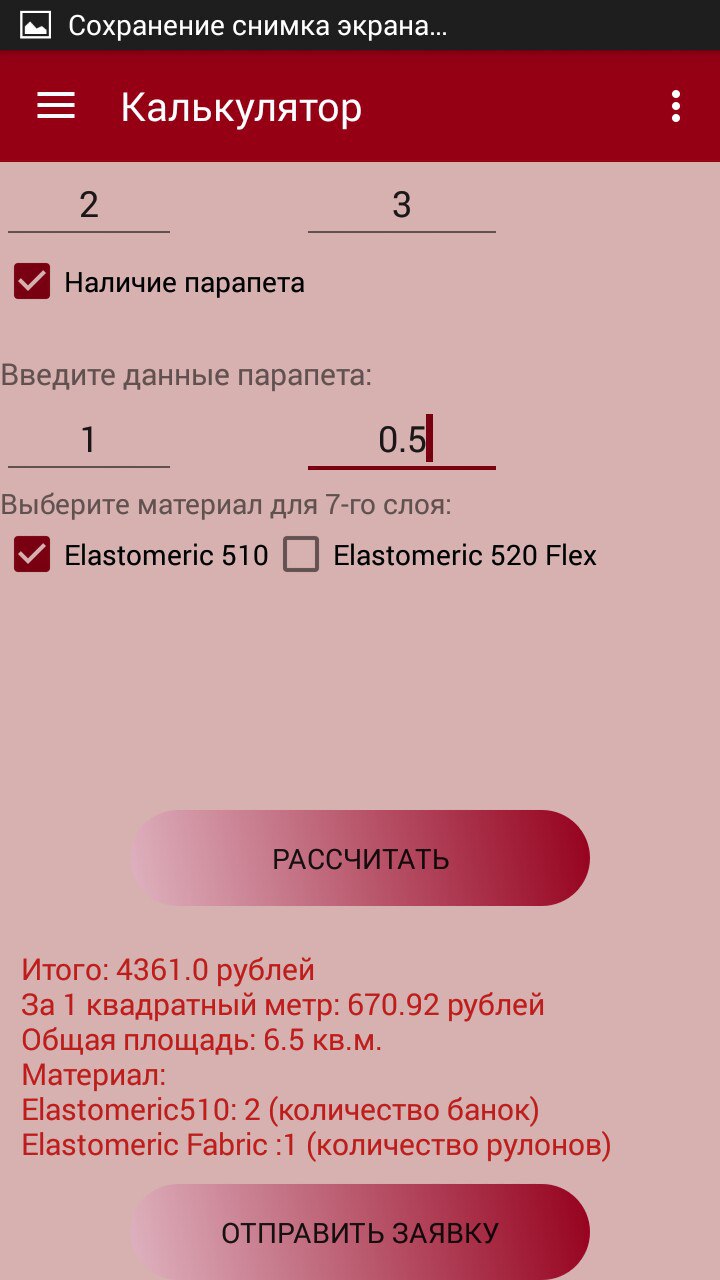 Сохранение снимка экрана...
Калькулятор
2 3
Наличие парапета
Введите данные парапета:
1 0.5
Выберите материал для 7-го слоя:
Elastomeric 510 Elastomeric 520 Flex
РАССЧИТАТЬ
Итого: 4361.0 рублей
За 1 квадратный метр: 670.92 рублей
Общая площадь: 6.5 кв.м.
Материал:
Elastomeric510: 2 (количество банок)
Elastomeric Fabric :1 (количество рулонов)
ОТПРАВИТЬ ЗАЯВКУ